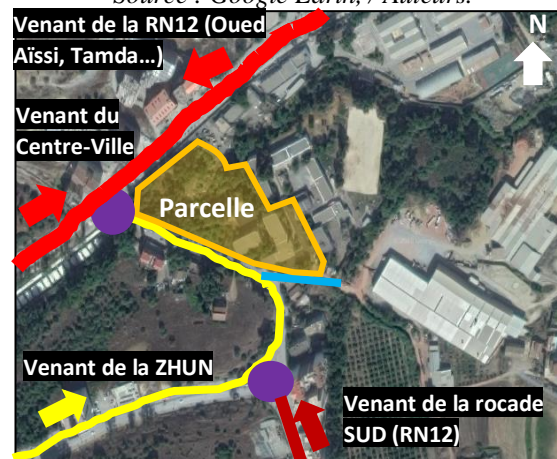 Source : Google Earth, / Auteurs.
Venant de la RN12 (Oued
Aïssi, Tamda…)
N
Venant du
Centre-Ville
Parcelle
Venant de la ZHUN
Venant de la rocade
SUD (RN12)